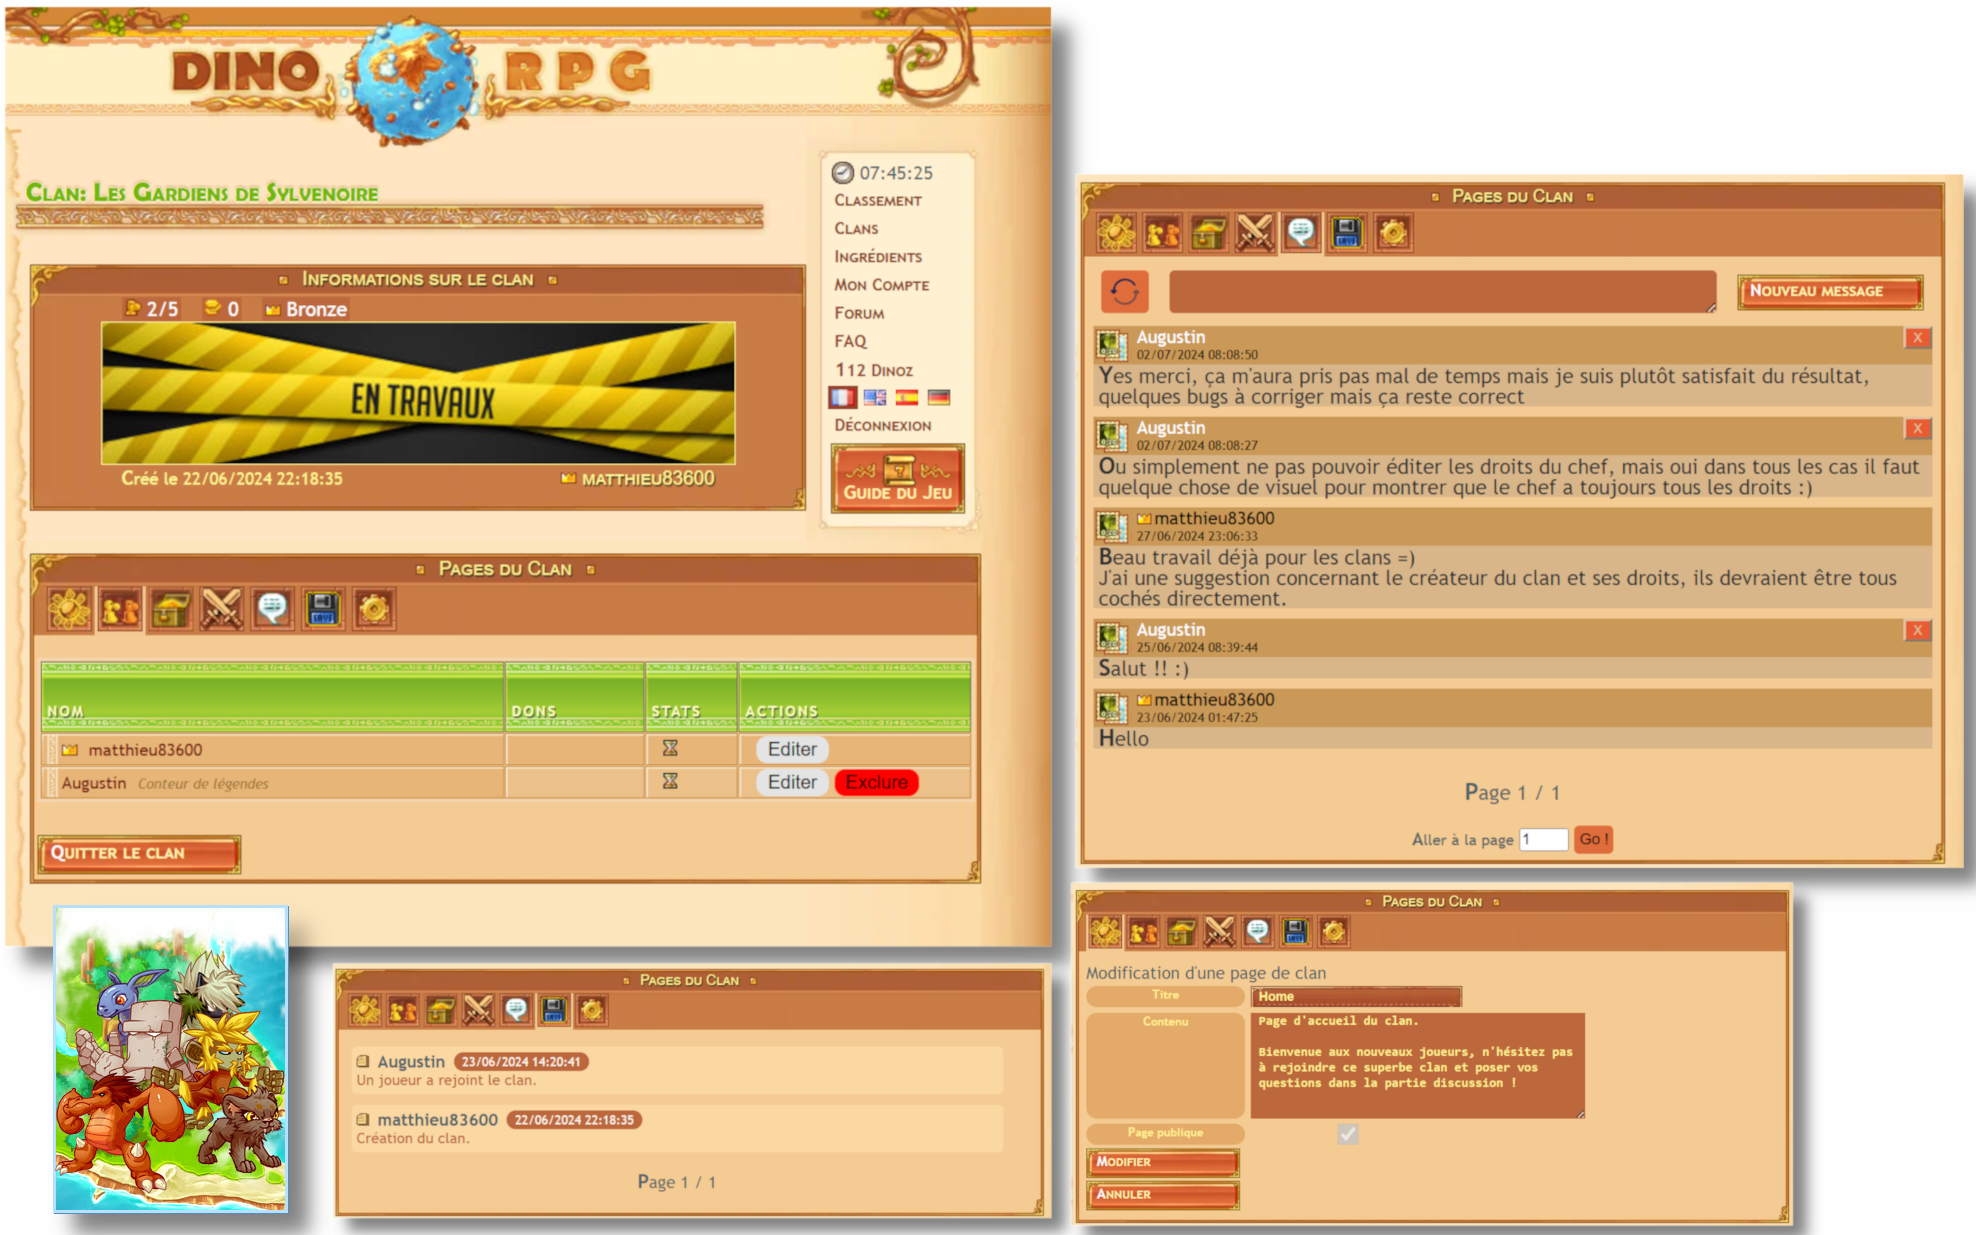 DINO RPG
CLAN: LES GARDIENS DE SYLVENOIRE
INFORMATIONS SUR LE CLAN
2/5 0 Bronze
EN TRAVAUX
Créé le 22/06/2024 22:18:35 MATTHIEU83600
07:45:25
CLASSEMENT
CLANS
INGRÉDIENTS
MON COMPTE
FORUM
FAQ
112 DINOZ
DÉCONNEXION
GUIDE DU JEU
PAGES DU CLAN
SAVE
NOM DONS STATS ACTIONS
matthieu83600 Editer
Augustin Conteur de légendes Editer Exclure
QUITTER LE CLAN
PAGES DU CLAN
SAVE
NOUVEAU MESSAGE
Augustin X
02/07/2024 08:08:50
Yes merci, ça m'aura pris pas mal de temps mais je suis plutôt satisfait du résultat,
quelques bugs à corriger mais ça reste correct
Augustin X
02/07/2024 08:08:27
Ou simplement ne pas pouvoir éditer les droits du chef, mais oui dans tous les cas il faut
quelque chose de visuel pour montrer que le chef a toujours tous les droits :)
matthieu83600
27/06/2024 23:06:33
Beau travail déjà pour les clans =)
J'ai une suggestion concernant le créateur du clan et ses droits, ils devraient être tous
cochés directement.
Augustin X
25/06/2024 08:39:44
Salut !! :)
matthieu83600
23/06/2024 01:47:25
Hello
Page 1 / 1
Aller à la page 1 Go !
PAGES DU CLAN
SAVE
Augustin 23/06/2024 14:20:41
Un joueur a rejoint le clan.
matthieu83600 22/06/2024 22:18:35
Création du clan.
Page 1 / 1
PAGES DU CLAN
SAVE
Modification d'une page de clan
Titre Home
Contenu Page d'accueil du clan.
Bienvenue aux nouveaux joueurs, n'hésitez pas
à rejoindre ce superbe clan et poser vos
questions dans la partie discussion !
Page publique
MODIFIER
ANNULER